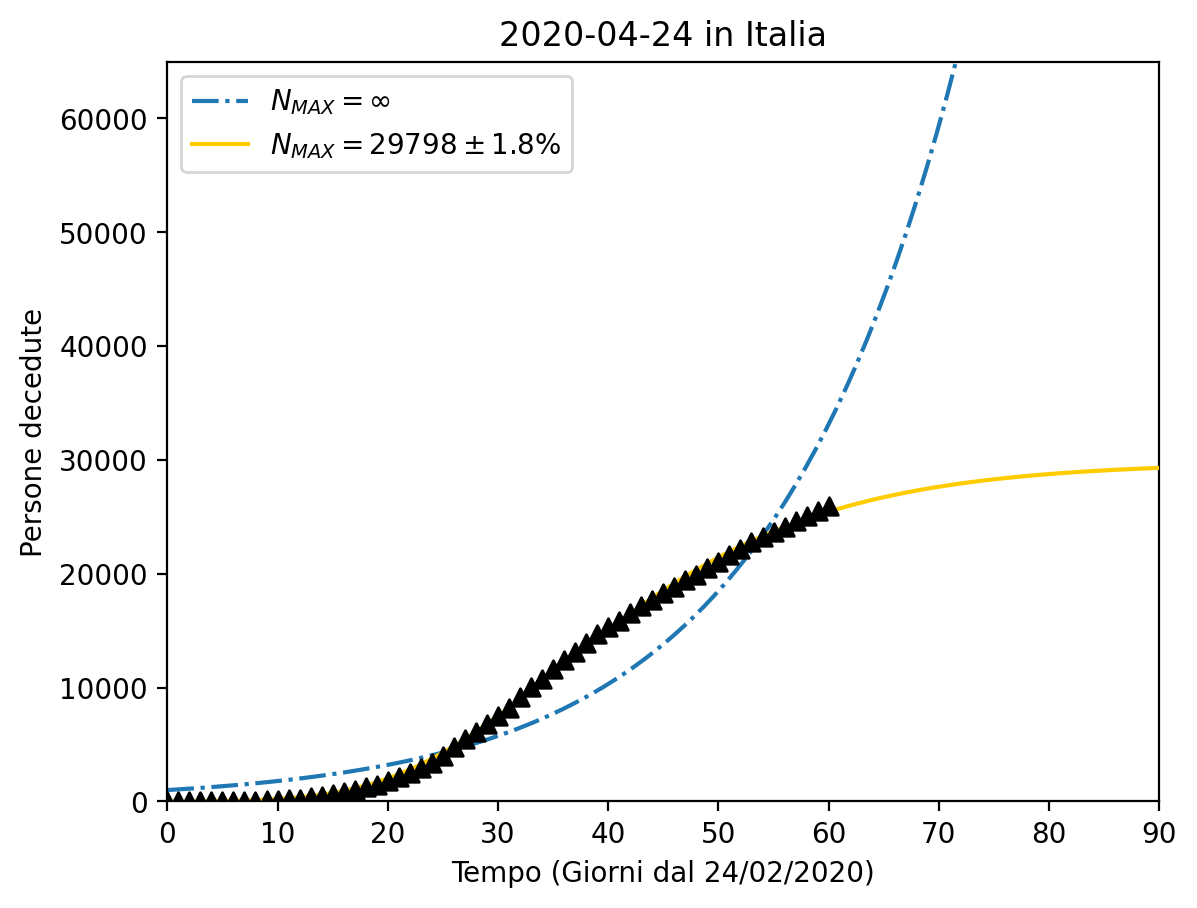 2020-04-24 in Italia
N_MAX = ∞
N_MAX = 29798 ± 1.8%
60000
50000
40000
30000
20000
10000
0
Persone decedute
0 10 20 30 40 50 60 70 80 90
Tempo (Giorni dal 24/02/2020)